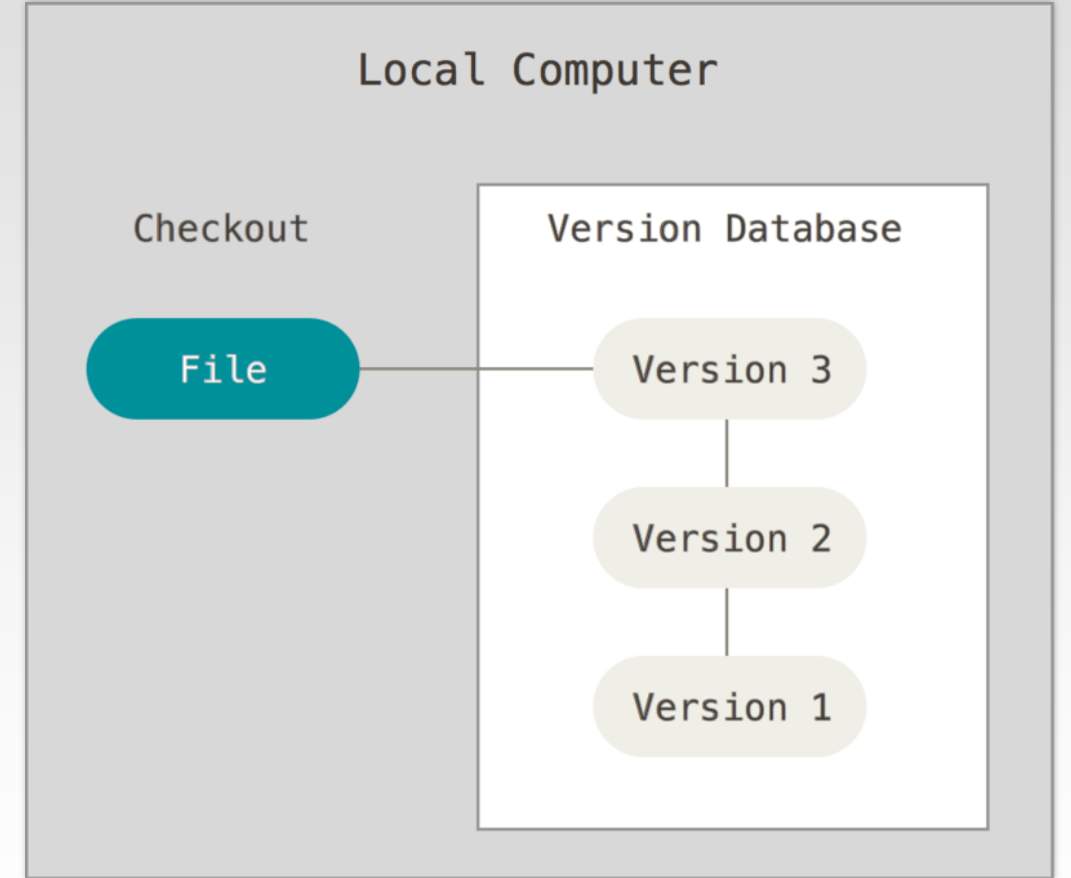 Local Computer
Checkout
Version Database
File
Version 3
Version 2
Version 1